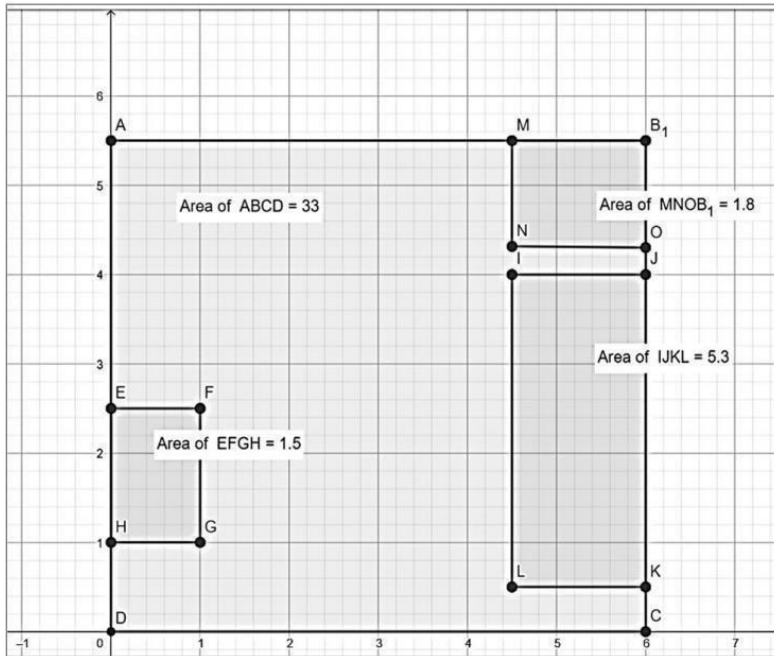 6
A
M
B1
5
Area of ABCD = 33
Area of MNOB1 = 1.8
N
O
4
I
J
3
Area of IJKL = 5.3
E
F
Area of EFGH = 1.5
2
H
G
1
L
K
D
C
−1
0
1
2
3
4
5
6
7